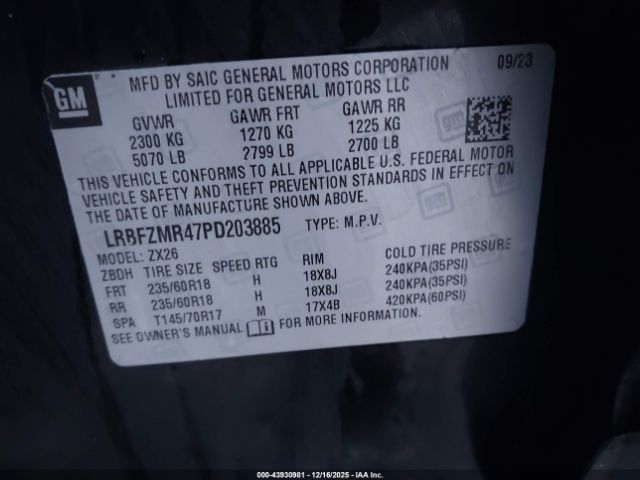 GM
MFD BY SAIC GENERAL MOTORS CORPORATION 09/23
LIMITED FOR GENERAL MOTORS LLC
GVWR GAWR FRT GAWR RR
2300 KG 1270 KG 1225 KG
5070 LB 2799 LB 2700 LB
THIS VEHICLE CONFORMS TO ALL APPLICABLE U.S. FEDERAL MOTOR
VEHICLE SAFETY AND THEFT PREVENTION STANDARDS IN EFFECT ON
THE DATE OF MANUFACTURE SHOWN ABOVE.
LRBFZMR47PD203885 TYPE: M.P.V.
MODEL: ZX26
ZBDH TIRE SIZE SPEED RTG RIM COLD TIRE PRESSURE
FRT 235/60R18 H 18X8J 240KPA(35PSI)
RR 235/60R18 H 18X8J 240KPA(35PSI)
SPA T145/70R17 M 17X4B 420KPA(60PSI)
SEE OWNER'S MANUAL FOR MORE INFORMATION.
000-43930981 - 12/16/2025 - IAA Inc.